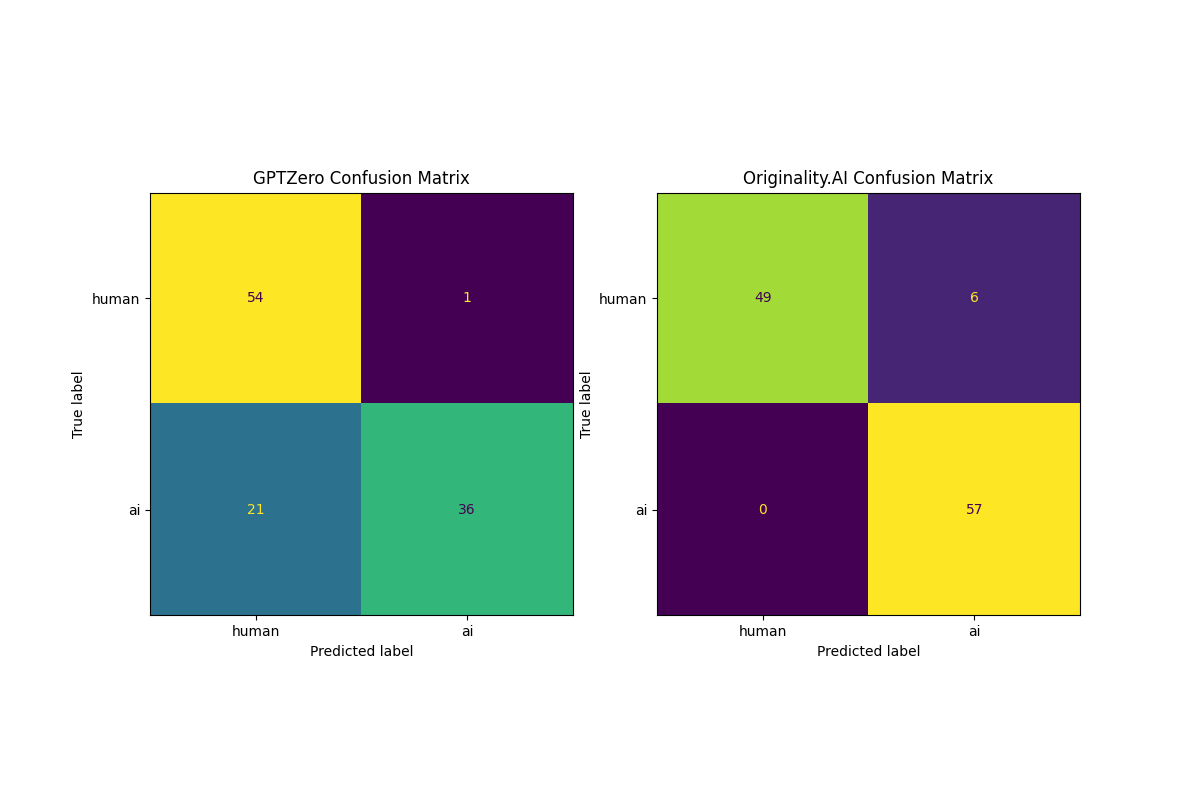 GPTZero Confusion Matrix
human
54
1
True label
ai
21
36
human
ai
Predicted label
Originality.AI Confusion Matrix
human
49
6
True label
ai
0
57
human
ai
Predicted label